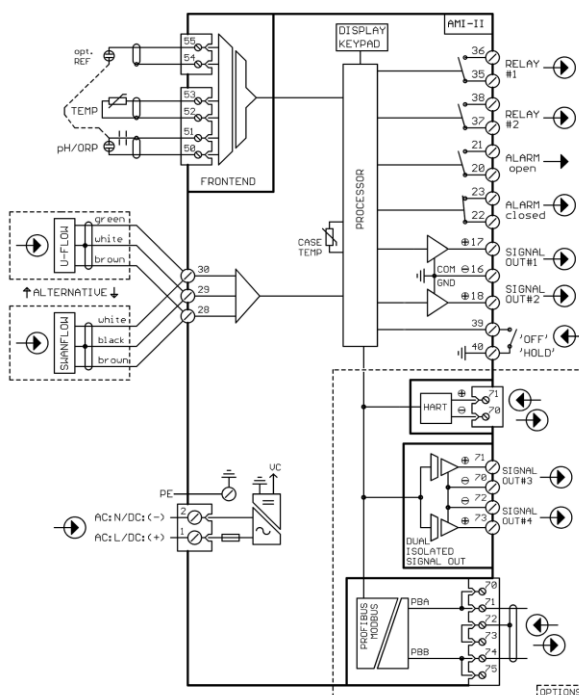 AMI-II
DISPLAY
KEYPAD
opt.
REF
55
54
TEMP
53
52
51
pH/ORP
50
FRONTEND
PROCESSOR
CASE
TEMP
36
35
RELAY
#1
38
37
RELAY
#2
21
20
ALARM
open
23
22
ALARM
closed
⊕17
SIGNAL
OUT#1
COM ⊖16
GND
⊕18
SIGNAL
OUT#2
39
40
'OFF'
'HOLD'
U-FLOW
green
white
brown
30
29
28
↑ALTERNATIVE↓
SWANFLOW
white
black
brown
HART
⊕
⊖
71
70
⊕ 71
⊖ 70
SIGNAL
OUT#3
⊖ 72
⊕ 73
SIGNAL
OUT#4
DUAL
ISOLATED
SIGNAL OUT
VC
PE
AC:N/DC:(-)
2
AC:L/DC:(+)
1
PROFIBUS
MODBUS
PBA
PBB
70
71
72
73
74
75
OPTIONS